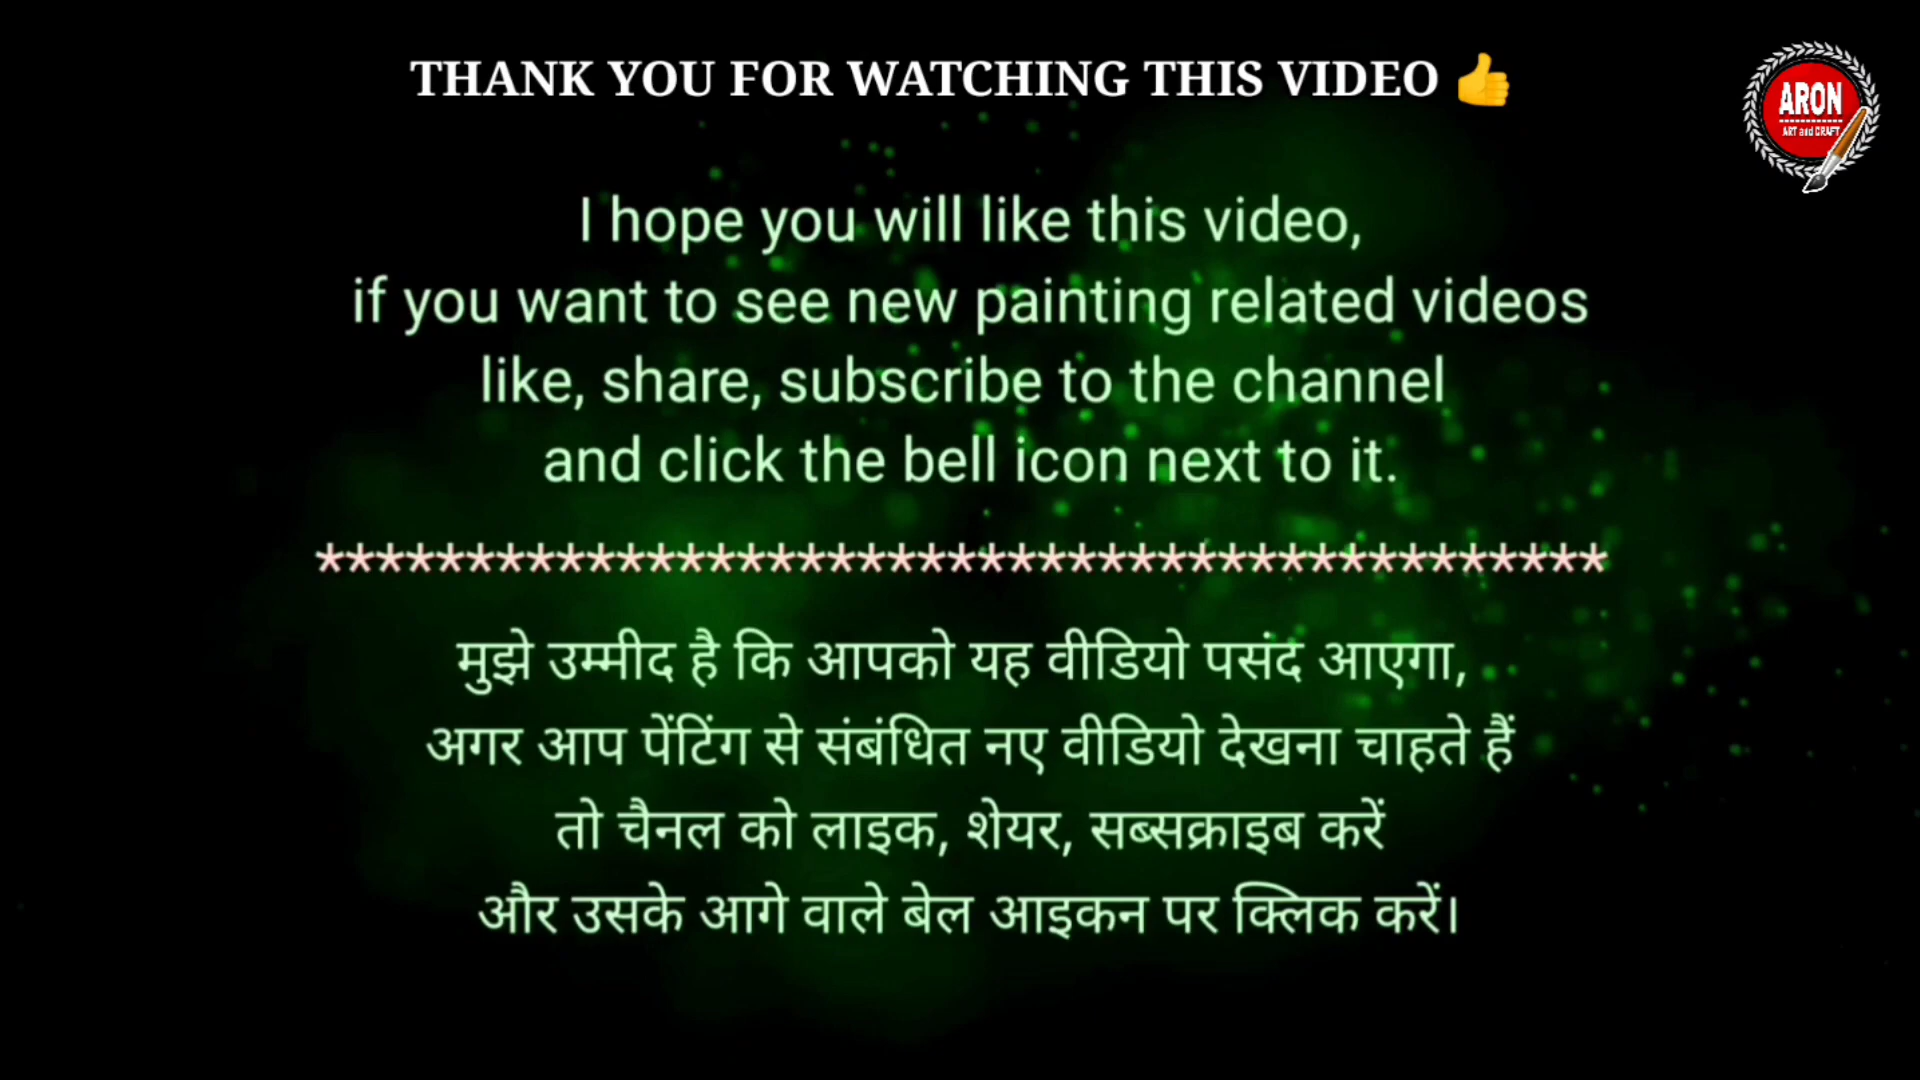 THANK YOU FOR WATCHING THIS VIDEO 👍
ARON
ART and CRAFT
I hope you will like this video,
if you want to see new painting related videos
like, share, subscribe to the channel
and click the bell icon next to it.
*******************************************
मुझे उम्मीद है कि आपको यह वीडियो पसंद आएगा,
अगर आप पेंटिंग से संबंधित नए वीडियो देखना चाहते हैं
तो चैनल को लाइक, शेयर, सब्सक्राइब करें
और उसके आगे वाले बेल आइकन पर क्लिक करें।